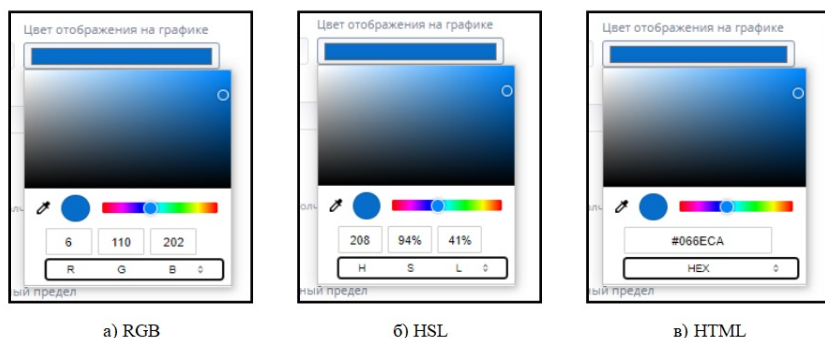 Цвет отображения на графике
6 110 202
R G B
ный предел
а) RGB
Цвет отображения на графике
208 94% 41%
H S L
ный предел
б) HSL
Цвет отображения на графике
#066ECA
HEX
ный предел
в) HTML